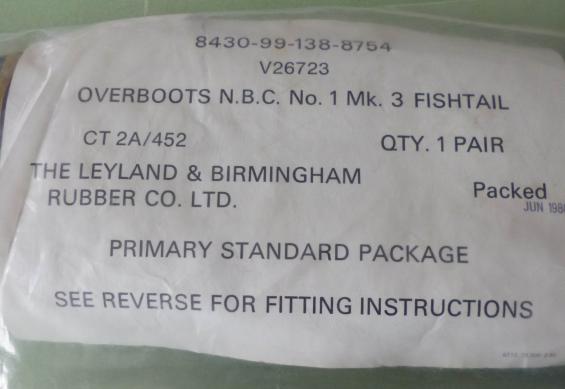 8430-99-138-8754
V26723
OVERBOOTS N.B.C. No. 1 Mk. 3 FISHTAIL
CT 2A/452 QTY. 1 PAIR
THE LEYLAND & BIRMINGHAM
RUBBER CO. LTD.
Packed
JUN
PRIMARY STANDARD PACKAGE
SEE REVERSE FOR FITTING INSTRUCTIONS